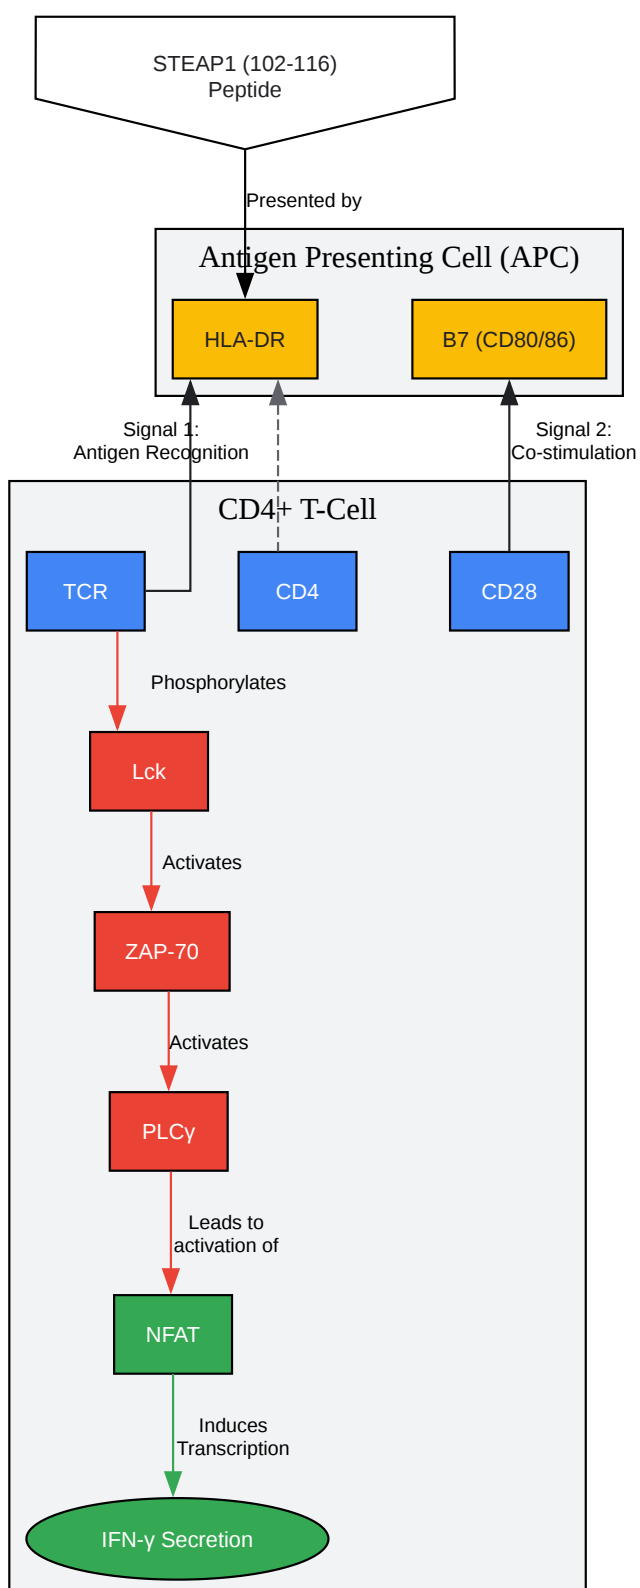 STEAP1 (102-116)
Peptide
Presented by
Antigen Presenting Cell (APC)
HLA-DR
B7 (CD80/86)
Signal 1:
Antigen Recognition
Signal 2:
Co-stimulation
CD4+ T-Cell
TCR
CD4
CD28
Phosphorylates
Lck
Activates
ZAP-70
Activates
PLCγ
Leads to
activation of
NFAT
Induces
Transcription
IFN-γ Secretion